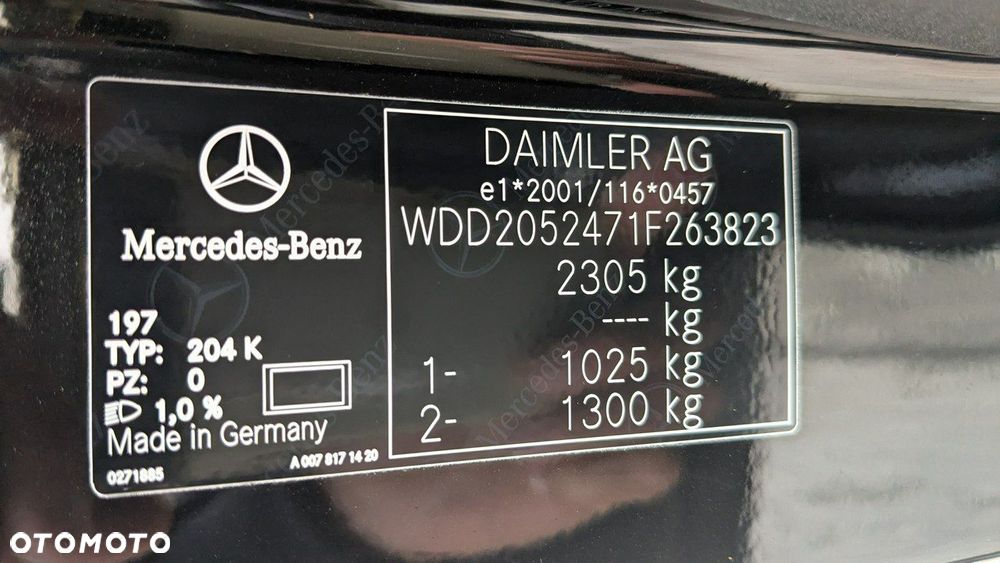 Mercedes-Benz
197
TYP: 204 K
PZ: 0
1,0 %
Made in Germany
0271885
A 007 817 14 20
DAIMLER AG
e1*2001/116*0457
WDD2052471F263823
2305 kg
---- kg
1- 1025 kg
2- 1300 kg
OTOMOTO